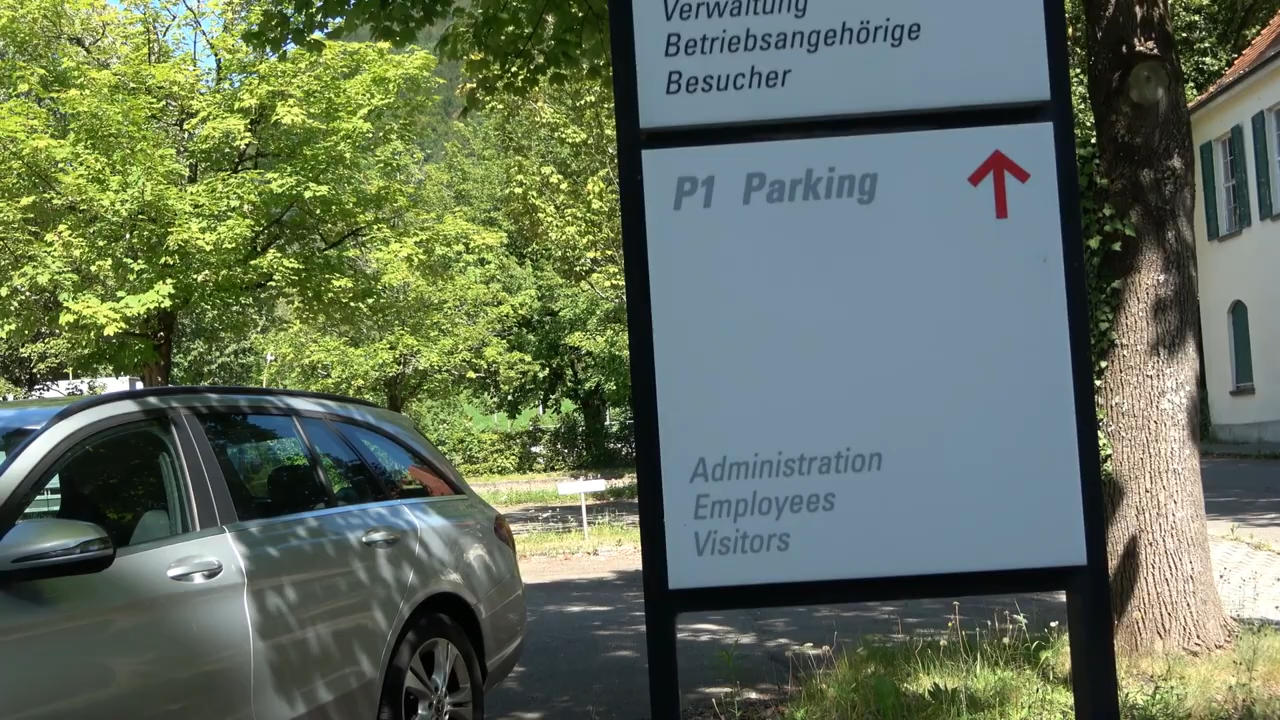 Verwaltung
Betriebsangehörige
Besucher
P1 Parking
Administration
Employees
Visitors